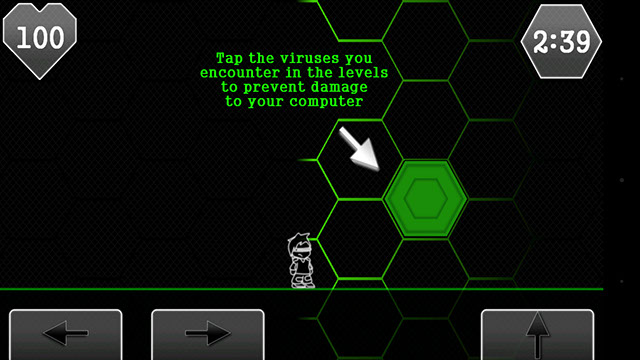 100
2:39
Tap the viruses you
encounter in the levels
to prevent damage
to your computer